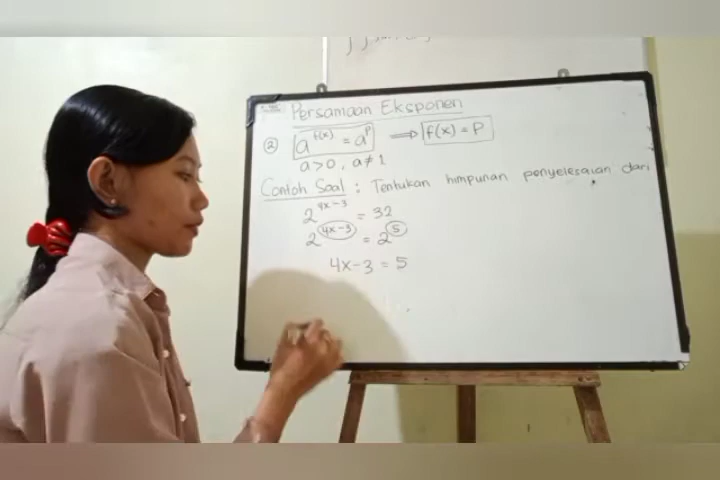 Persamaan Eksponen
② a^f(x) = a^p ⟹ f(x) = P
a > 0, a ≠ 1
Contoh Soal : Tentukan himpunan penyelesaian dari
2^4x-3 = 32
2^4x-3 = 2^5
4x-3 = 5